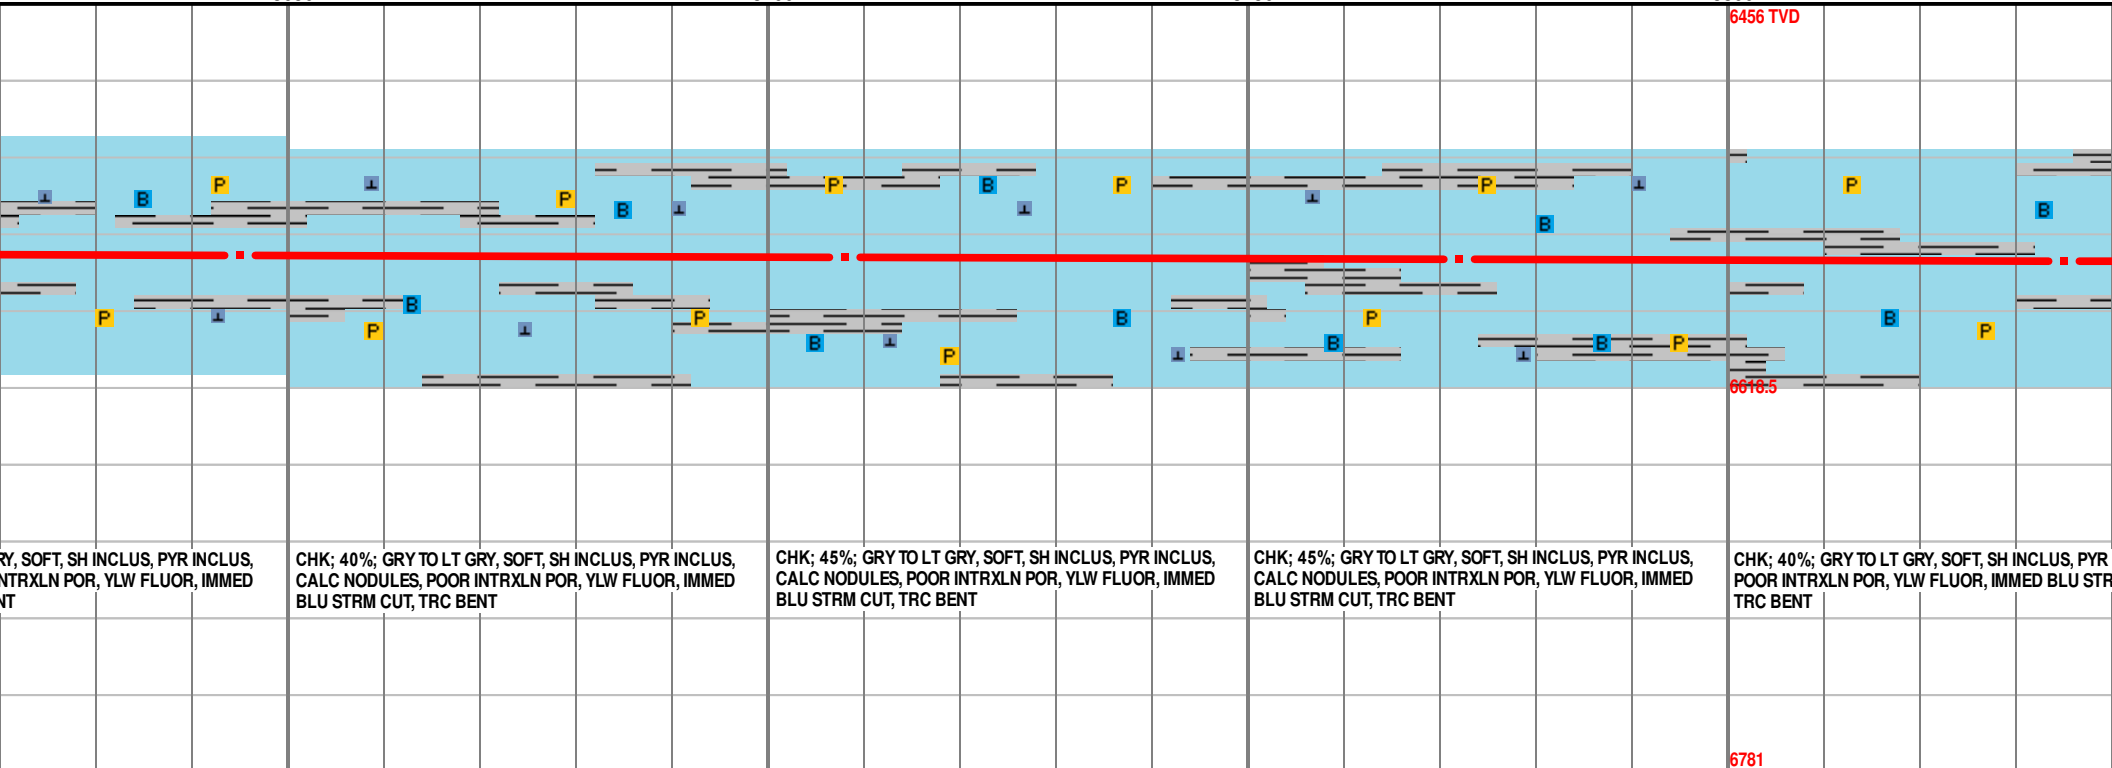 6456 TVD
6618.5
RY, SOFT, SH INCLUS, PYR INCLUS,
NTRXLN POR, YLW FLUOR, IMMED
NT
CHK; 40%; GRY TO LT GRY, SOFT, SH INCLUS, PYR INCLUS,
CALC NODULES, POOR INTRXLN POR, YLW FLUOR, IMMED
BLU STRM CUT, TRC BENT
CHK; 45%; GRY TO LT GRY, SOFT, SH INCLUS, PYR INCLUS,
CALC NODULES, POOR INTRXLN POR, YLW FLUOR, IMMED
BLU STRM CUT, TRC BENT
CHK; 45%; GRY TO LT GRY, SOFT, SH INCLUS, PYR INCLUS,
CALC NODULES, POOR INTRXLN POR, YLW FLUOR, IMMED
BLU STRM CUT, TRC BENT
CHK; 40%; GRY TO LT GRY, SOFT, SH INCLUS, PYR
POOR INTRXLN POR, YLW FLUOR, IMMED BLU STR
TRC BENT
6781